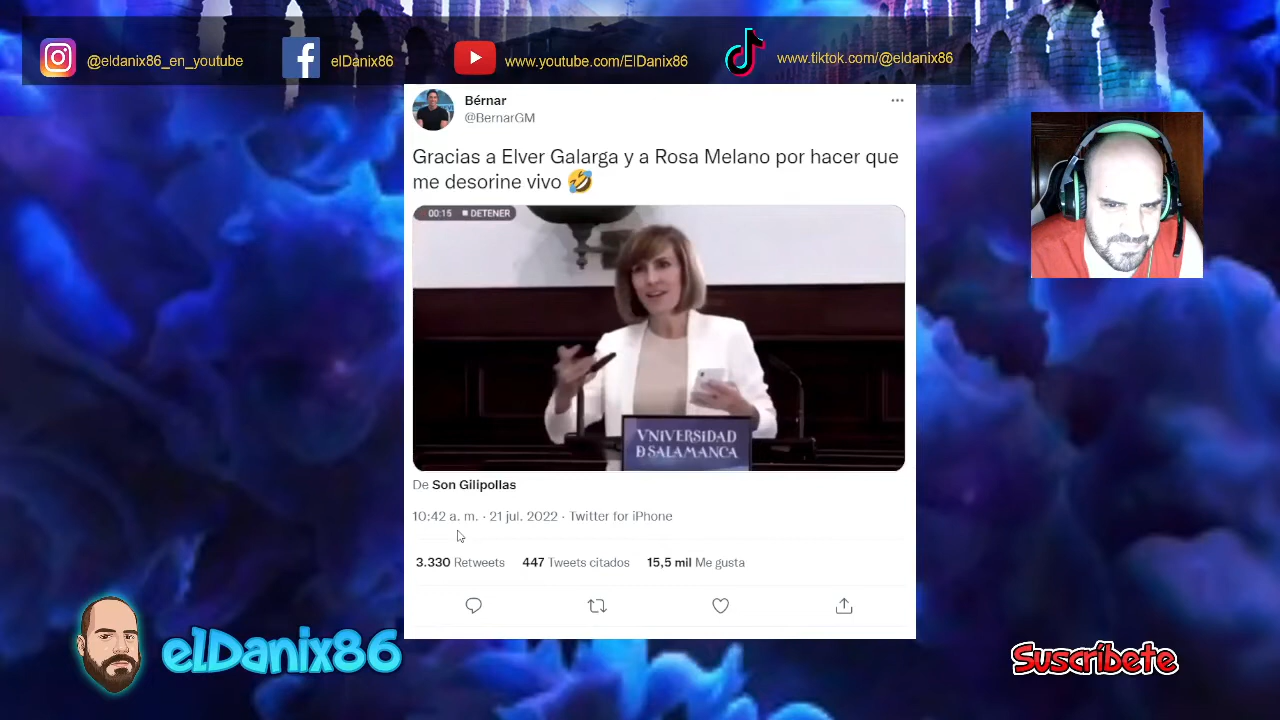 @eldanix86_en_youtube
elDanix86
www.youtube.com/ElDanix86
www.tiktok.com/@eldanix86
Bérnar
@BernarGM
Gracias a Elver Galarga y a Rosa Melano por hacer que
me desorine vivo 🤣
00:15 ■ DETENER
VNIVERSIDAD
D SALAMANCA
De Son Gilipollas
10:42 a. m. · 21 jul. 2022 · Twitter for iPhone
3.330 Retweets 447 Tweets citados 15,5 mil Me gusta
elDanix86
Suscríbete